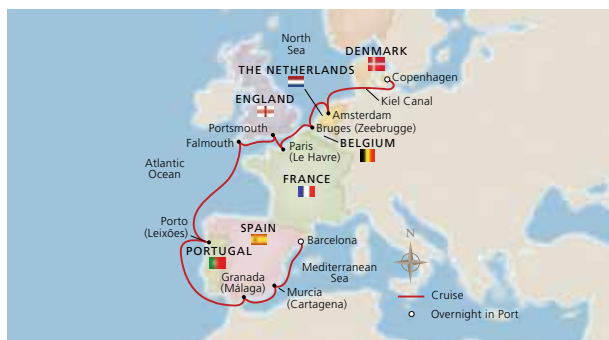 North
Sea
DENMARK
THE NETHERLANDS
Copenhagen
Kiel Canal
ENGLAND
Amsterdam
Bruges (Zeebrugge)
BELGIUM
Portsmouth
Falmouth
Paris
(Le Havre)
Atlantic
Ocean
FRANCE
Porto
(Leixões)
SPAIN
Barcelona
PORTUGAL
Mediterranean
Sea
Granada
(Málaga)
Murcia
(Cartagena)
N
Cruise
Overnight in Port